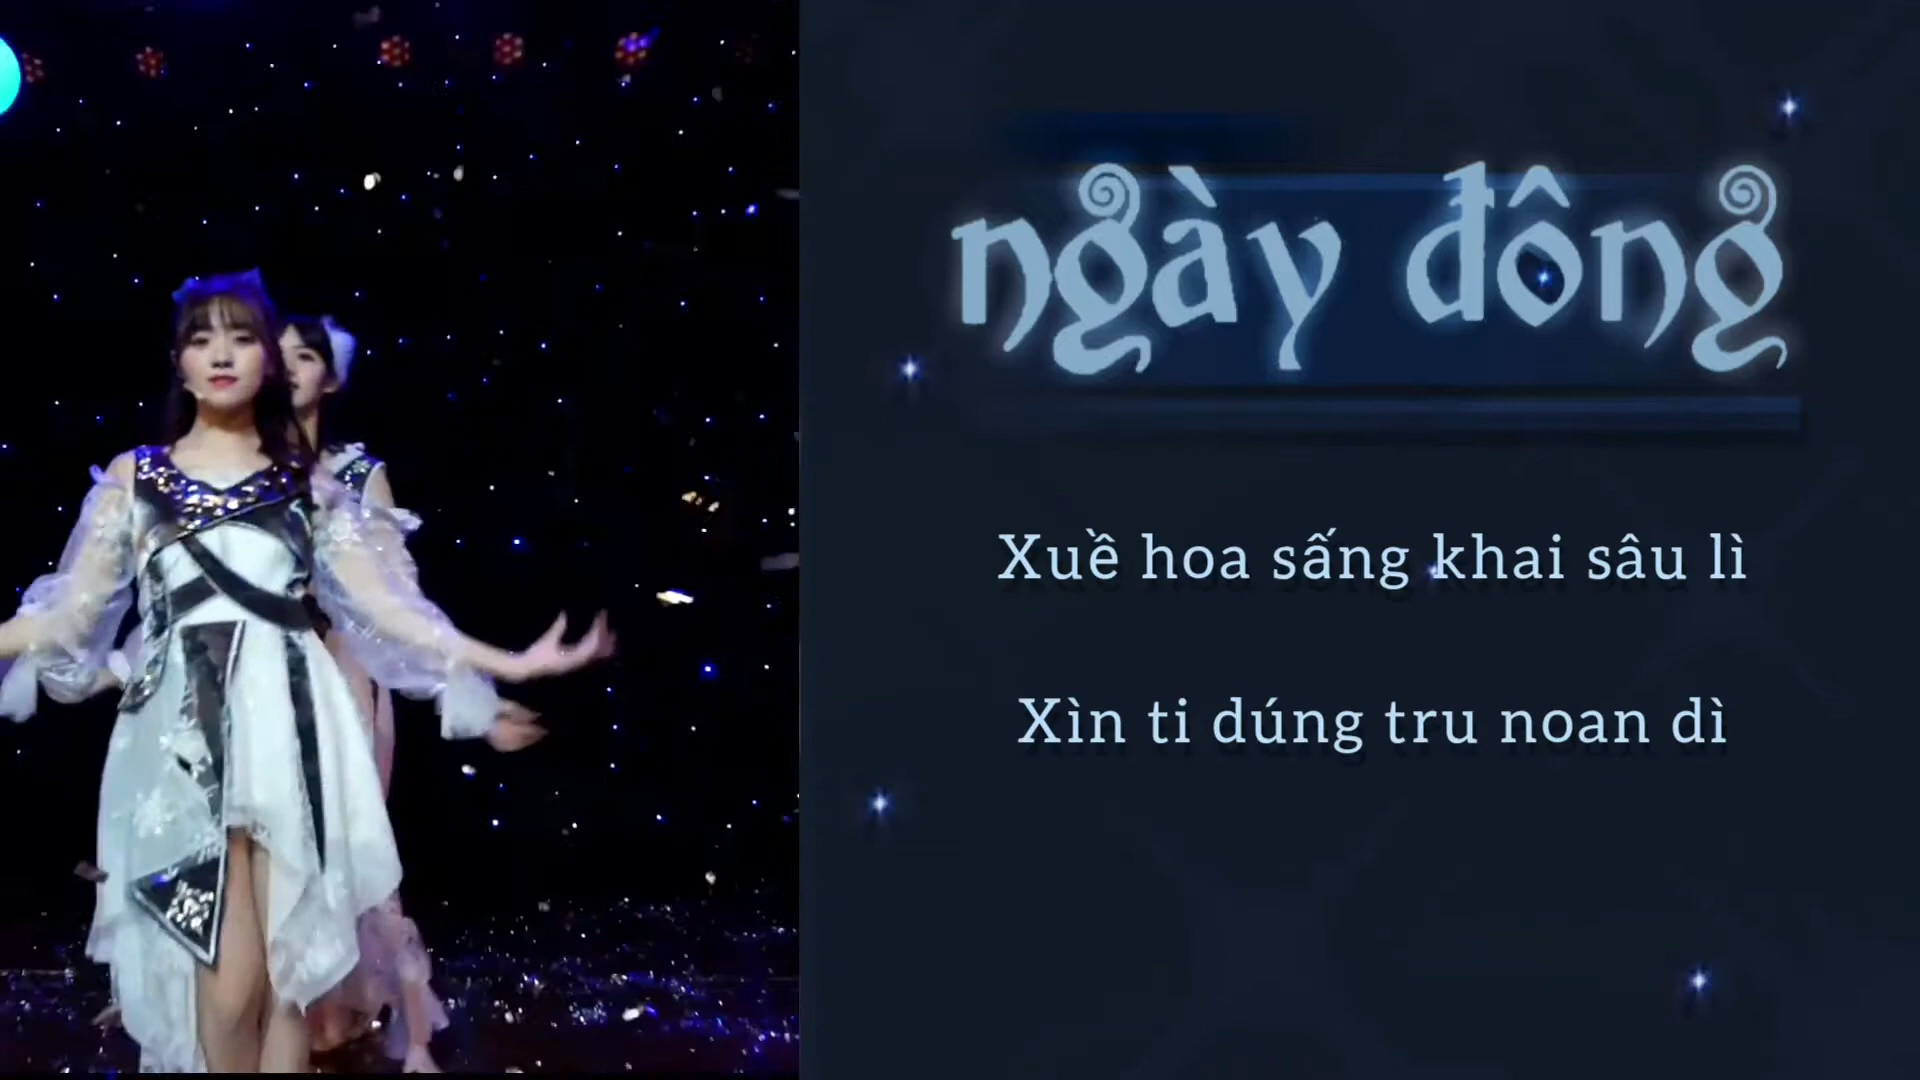 ngày đông
Xuề hoa sấng khai sâu lì
Xìn ti dúng tru noan dì